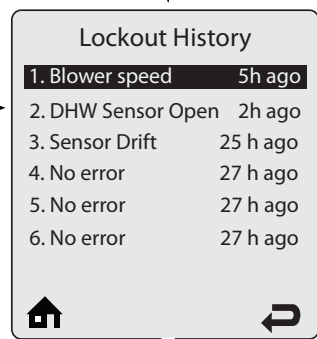 Lockout History
1. Blower speed 5h ago
2. DHW Sensor Open 2h ago
3. Sensor Drift 25 h ago
4. No error 27 h ago
5. No error 27 h ago
6. No error 27 h ago